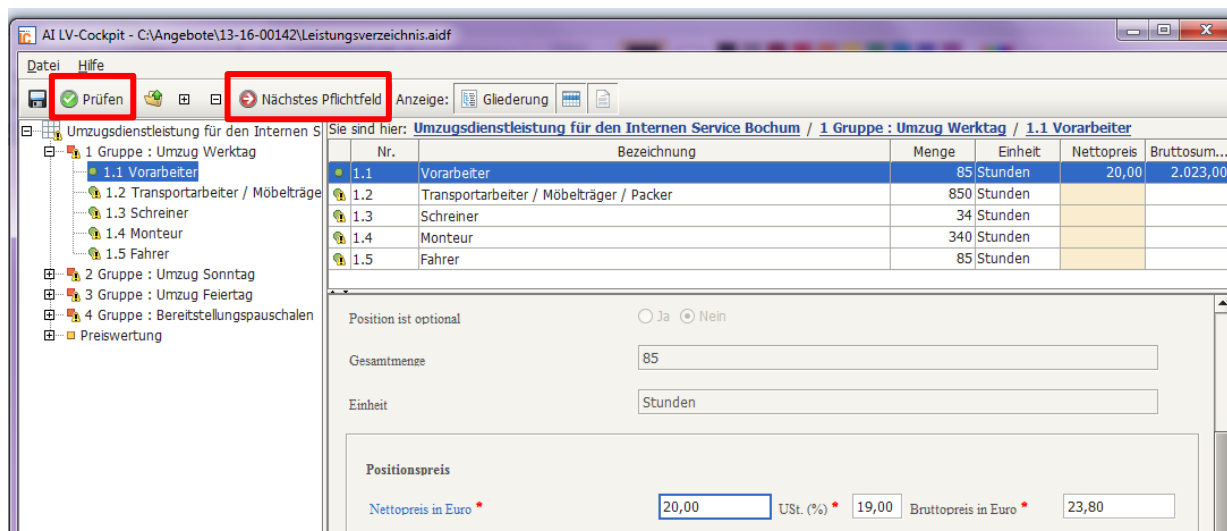 AI LV-Cockpit - C:\Angebote\13-16-00142\Leistungsverzeichnis.aidf
Datei Hilfe
Prüfen Nächstes Pflichtfeld Anzeige: Gliederung
Umzugsdienstleistung für den Internen S
1 Gruppe : Umzug Werktag
1.1 Vorarbeiter
1.2 Transportarbeiter / Möbelträge
1.3 Schreiner
1.4 Monteur
1.5 Fahrer
2 Gruppe : Umzug Sonntag
3 Gruppe : Umzug Feiertag
4 Gruppe : Bereitstellungspauschalen
Preiswertung
Sie sind hier: Umzugsdienstleistung für den Internen Service Bochum / 1 Gruppe : Umzug Werktag / 1.1 Vorarbeiter
Nr. Bezeichnung Menge Einheit Nettopreis Bruttosum...
1.1 Vorarbeiter 85 Stunden 20,00 2.023,00
1.2 Transportarbeiter / Möbelträger / Packer 850 Stunden
1.3 Schreiner 34 Stunden
1.4 Monteur 340 Stunden
1.5 Fahrer 85 Stunden
Position ist optional Ja Nein
Gesamtmenge 85
Einheit Stunden
Positionspreis
Nettopreis in Euro * 20,00 USt. (%) * 19,00 Bruttopreis in Euro * 23,80